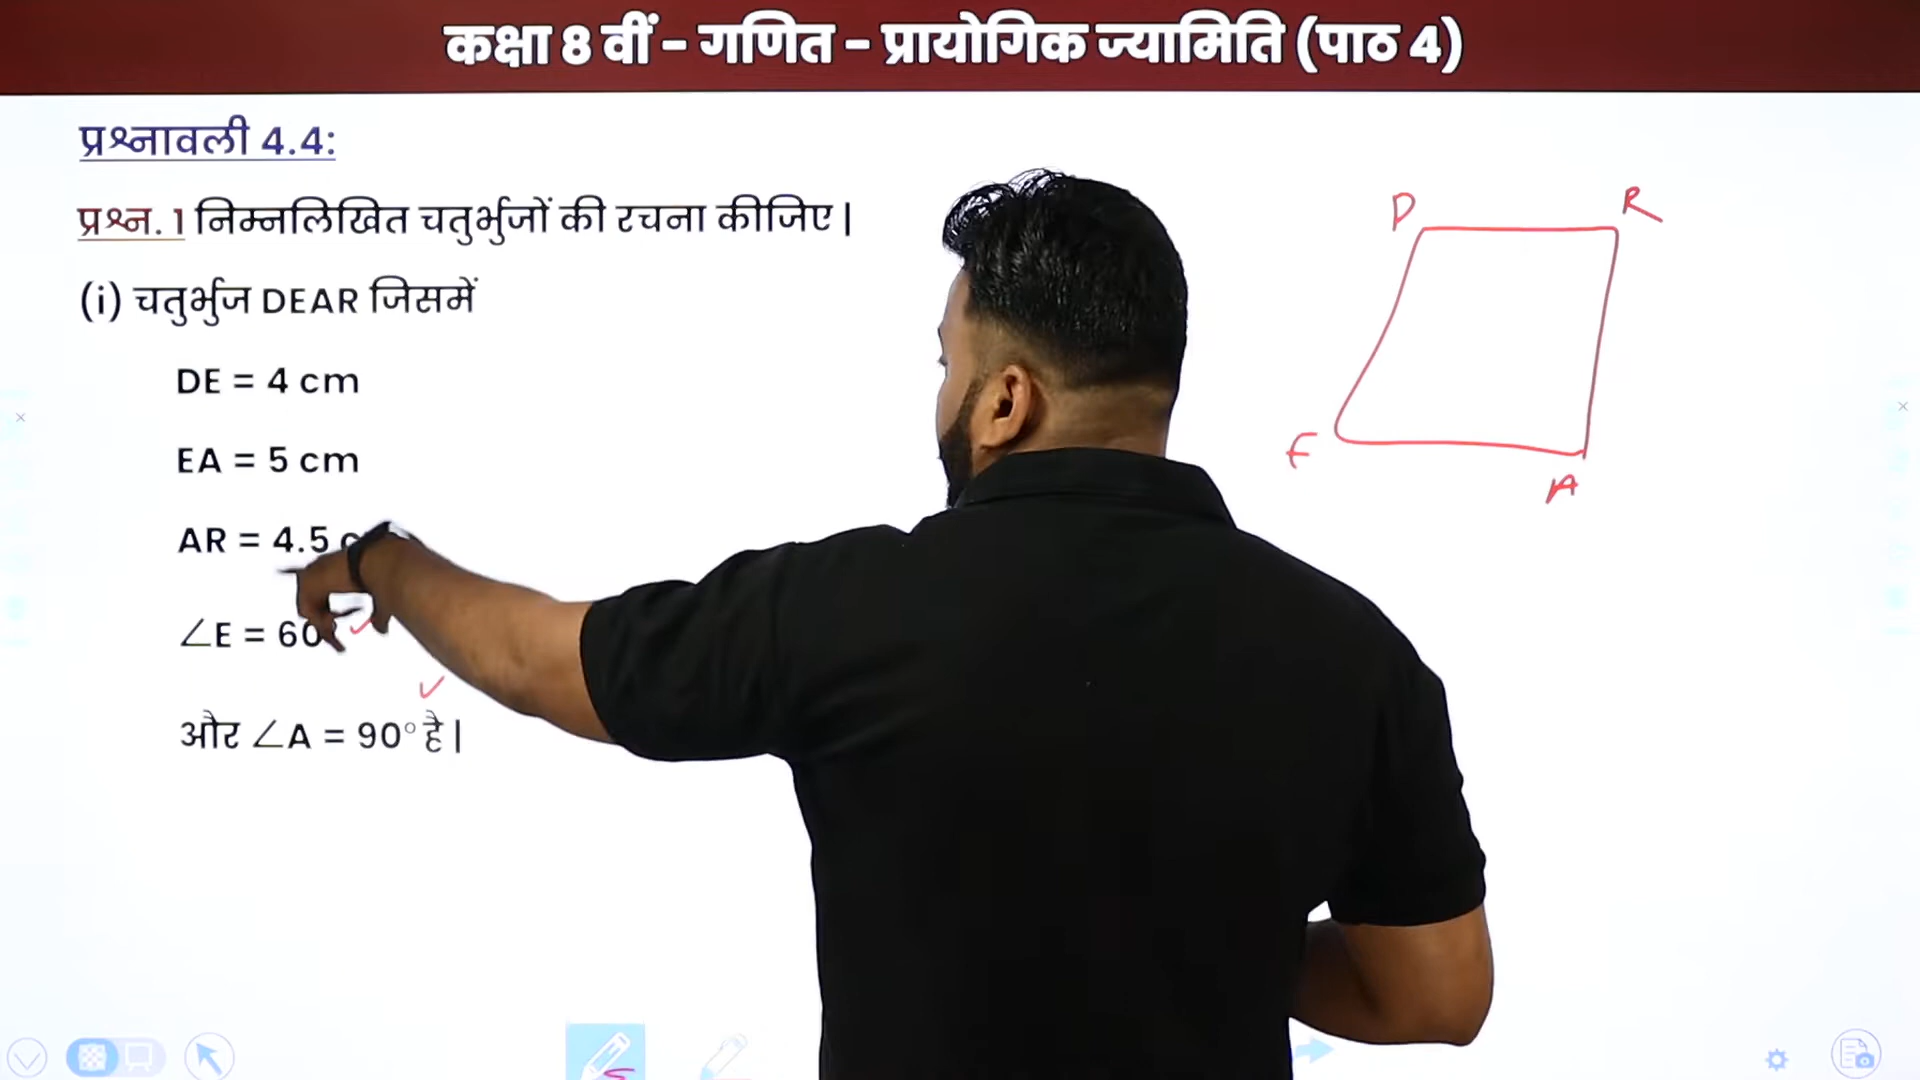 कक्षा 8 वीं - गणित - प्रायोगिक ज्यामिति (पाठ 4)
प्रश्नावली 4.4:
प्रश्न. 1 निम्नलिखित चतुर्भुजों की रचना कीजिए |
(i) चतुर्भुज DEAR जिसमें
DE = 4 cm
EA = 5 cm
AR = 4.5
∠E = 60
और ∠A = 90° है |
D R
E A